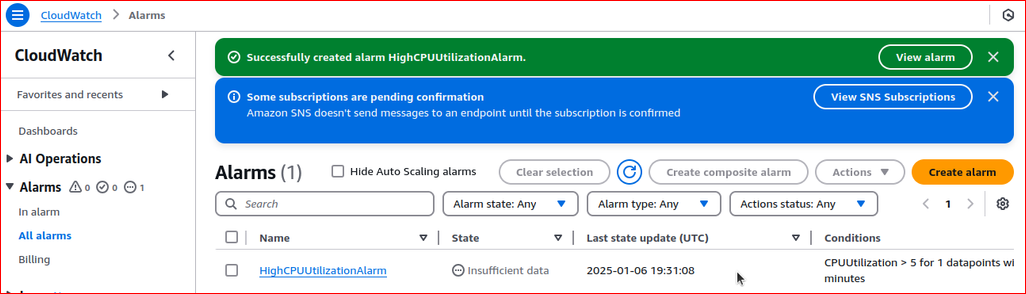 CloudWatch > Alarms
CloudWatch
Favorites and recents
Dashboards
AI Operations
Alarms 0 0 1
In alarm
All alarms
Billing
Successfully created alarm HighCPUUtilizationAlarm.
View alarm
Some subscriptions are pending confirmation
Amazon SNS doesn't send messages to an endpoint until the subscription is confirmed
View SNS Subscriptions
Alarms (1)
Hide Auto Scaling alarms
Clear selection
Create composite alarm
Actions
Create alarm
Search
Alarm state: Any
Alarm type: Any
Actions status: Any
1
Name
State
Last state update (UTC)
Conditions
HighCPUUtilizationAlarm
Insufficient data
2025-01-06 19:31:08
CPUUtilization > 5 for 1 datapoints wi
minutes